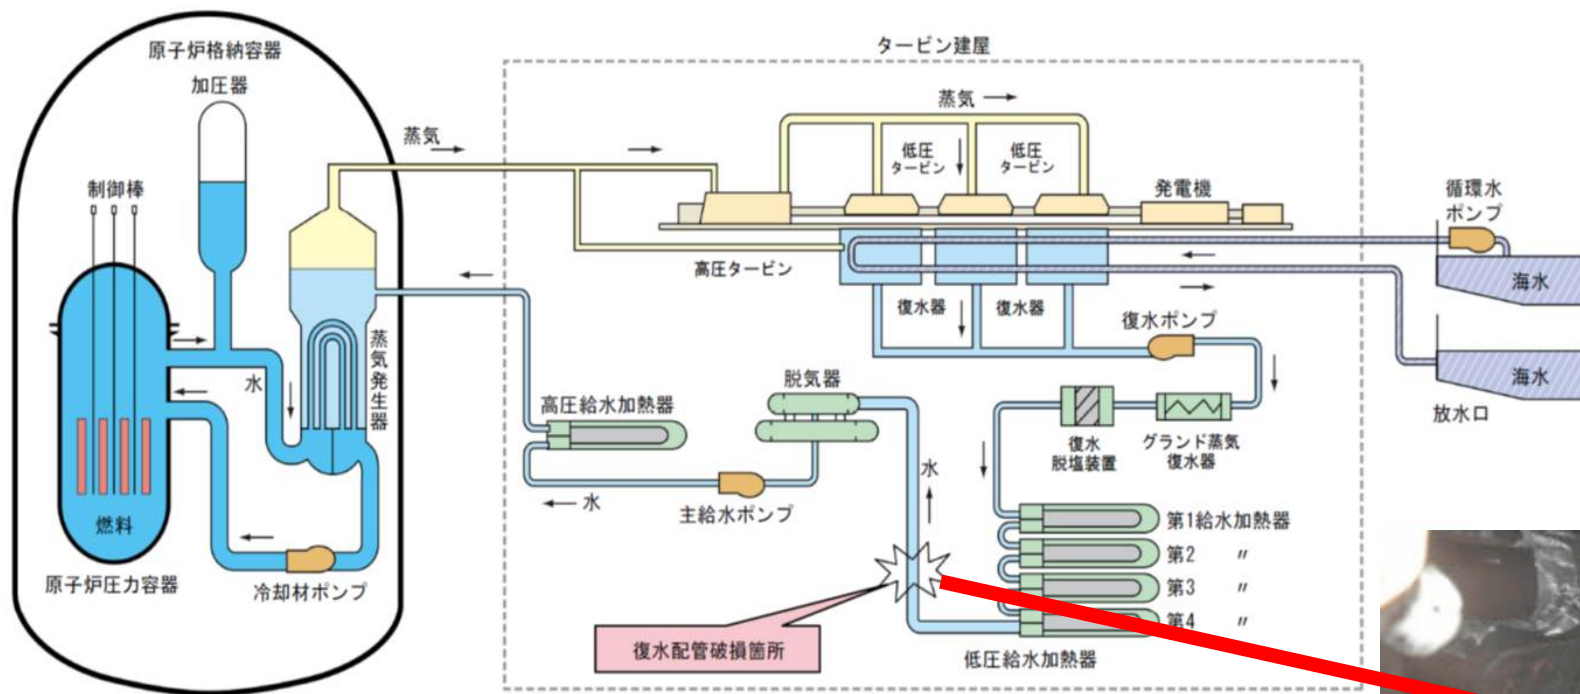 原子炉格納容器
加圧器
制御棒
水
蒸気発生器
燃料
原子炉圧力容器
冷却材ポンプ
蒸気
タービン建屋
蒸気
低圧
タービン
低圧
タービン
発電機
高圧タービン
復水器
復水器
循環水
ポンプ
海水
海水
放水口
復水ポンプ
脱気器
高圧給水加熱器
復水
脱塩装置
グランド蒸気
復水器
水
水
主給水ポンプ
第1給水加熱器
第2 〃
第3 〃
第4 〃
低圧給水加熱器
復水配管破損箇所